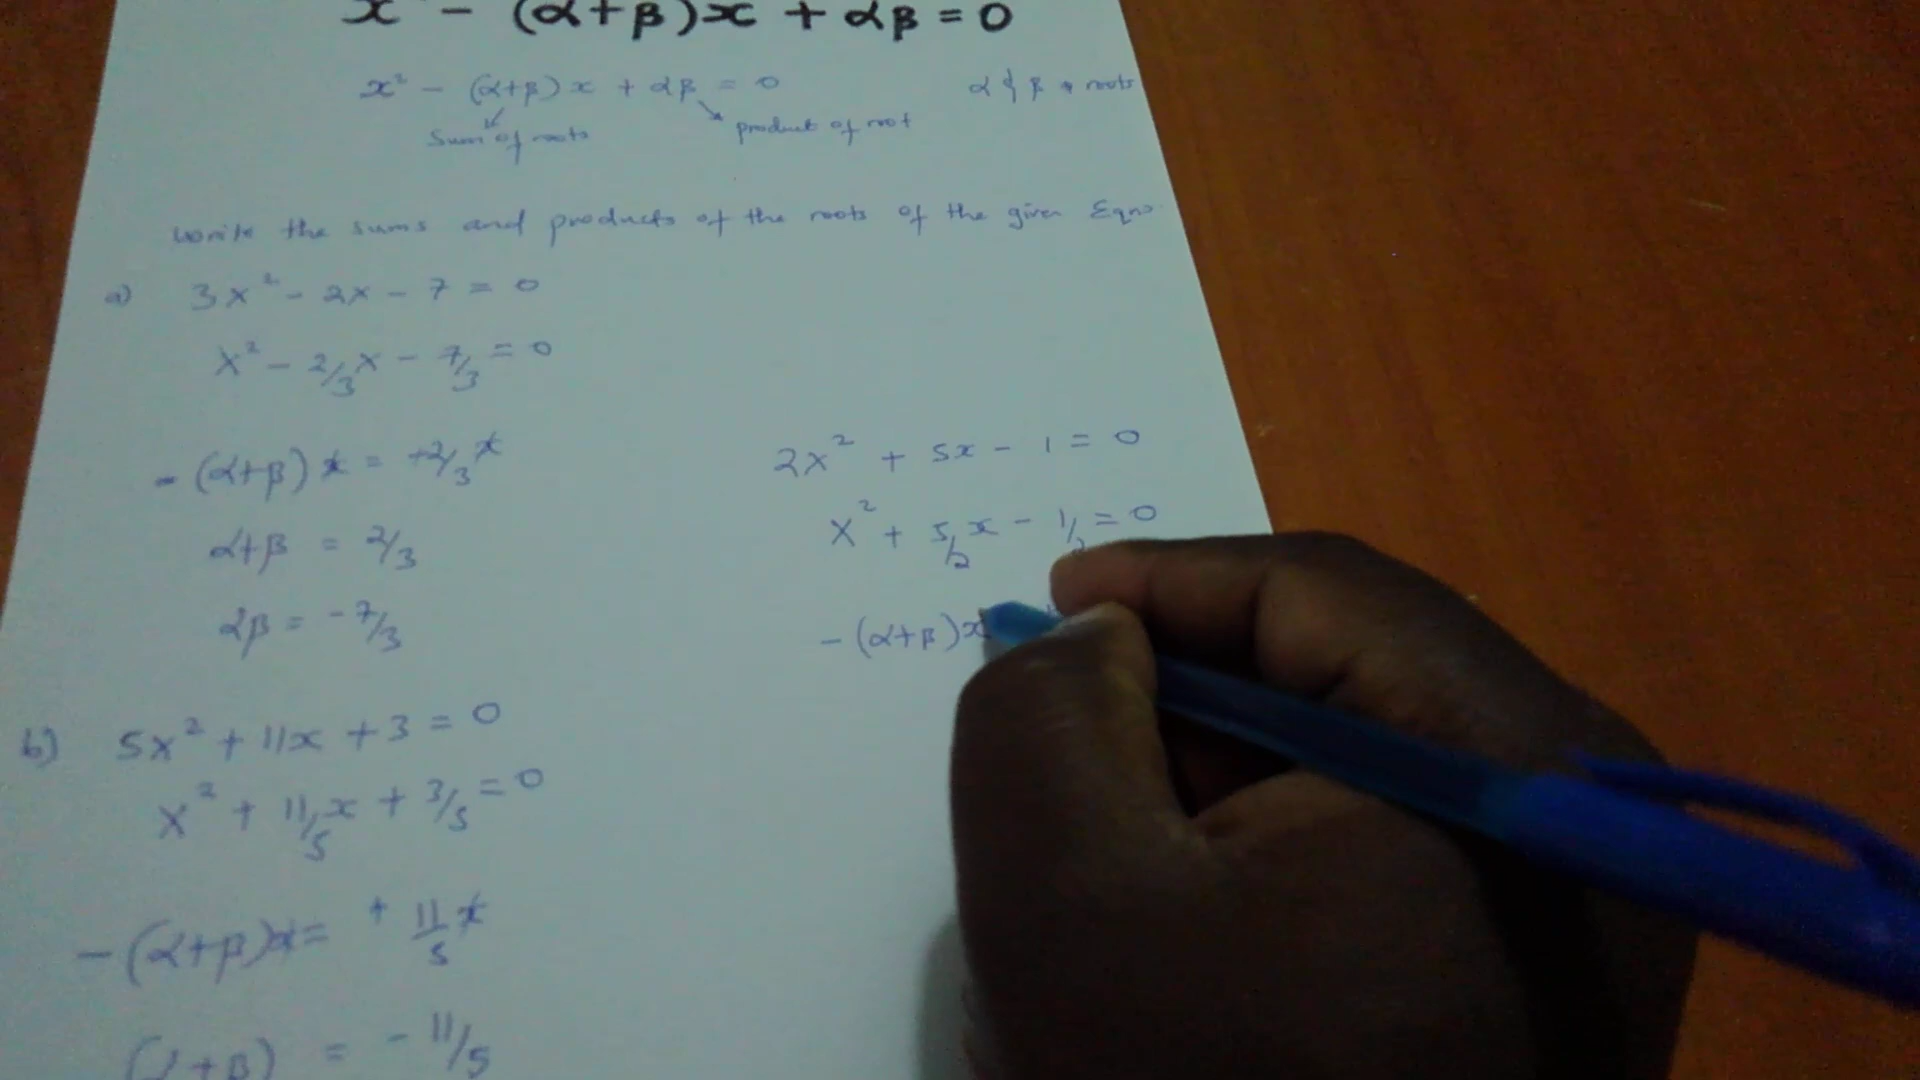 x - (α+β)x + αβ = 0
x² - (α+β)x + αβ = 0
α & β → roots
Sum of roots
product of root
Write the sums and products of the roots of the given Eqns
a) 3x² - 2x - 7 = 0
x² - 2/3x - 7/3 = 0
- (α+β)x = +2/3x
α+β = 2/3
αβ = -7/3
b) 5x² + 11x + 3 = 0
x² + 11/5x + 3/5 = 0
- (α+β)x = + 11/5 x
(α+β) = - 11/5
2x² + 5x - 1 = 0
x² + 5/2x - 1/2 = 0
- (α+β)x